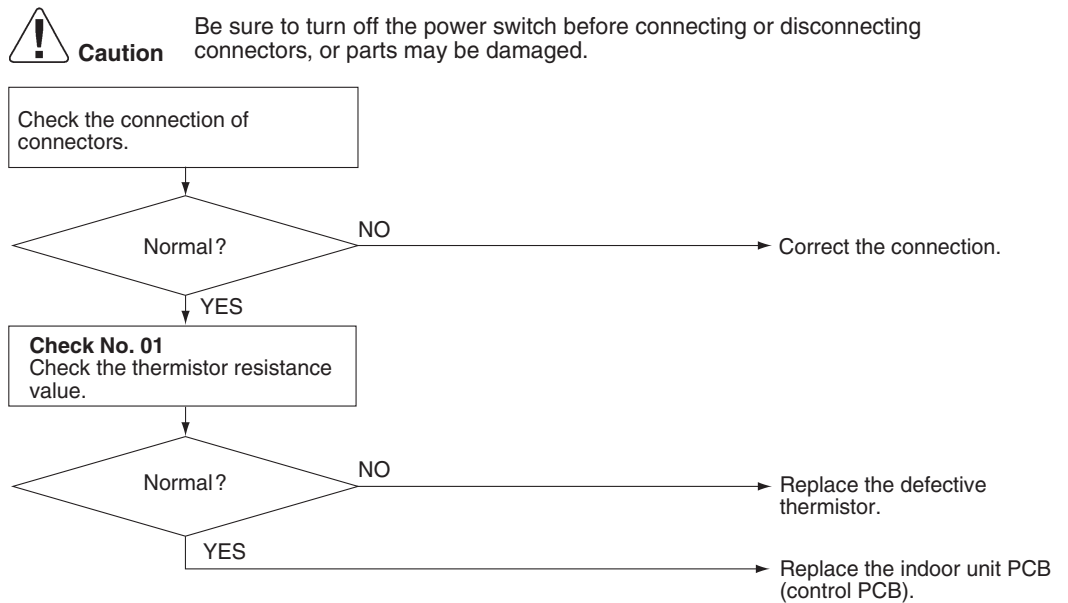 Be sure to turn off the power switch before connecting or disconnecting
Caution
connectors, or parts may be damaged.
Check the connection of
connectors.
Normal?
NO
Correct the connection.
YES
Check No. 01
Check the thermistor resistance
value.
Normal?
NO
Replace the defective
thermistor.
YES
Replace the indoor unit PCB
(control PCB).